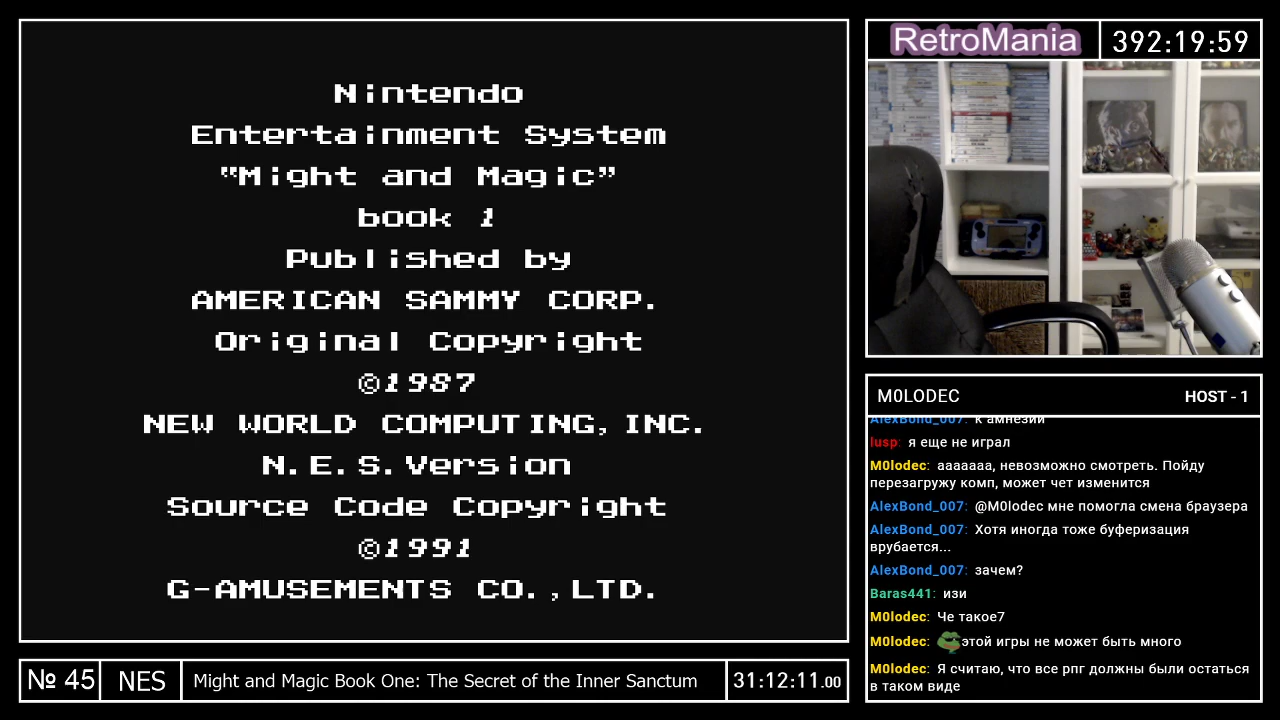 Nintendo
Entertainment System
"Might and Magic"
book 1
Published by
AMERICAN SAMMY CORP.
Original Copyright
©1987
NEW WORLD COMPUTING, INC.
N.E.S.Version
Source Code Copyright
©1991
G-AMUSEMENTS CO.,LTD.
RetroMania
392:19:59
M0LODEC
HOST - 1
AlexBond_007: к амнезии
lusp: я еще не играл
M0lodec: ааааааа, невозможно смотреть. Пойду
перезагружу комп, может чет изменится
AlexBond_007: @M0lodec мне помогла смена браузера
AlexBond_007: Хотя иногда тоже буферизация
врубается...
AlexBond_007: зачем?
Baras441: изи
M0lodec: Че такое7
M0lodec: этой игры не может быть много
M0lodec: Я считаю, что все рпг должны были остаться
в таком виде
№ 45
NES
Might and Magic Book One: The Secret of the Inner Sanctum
31:12:11.00